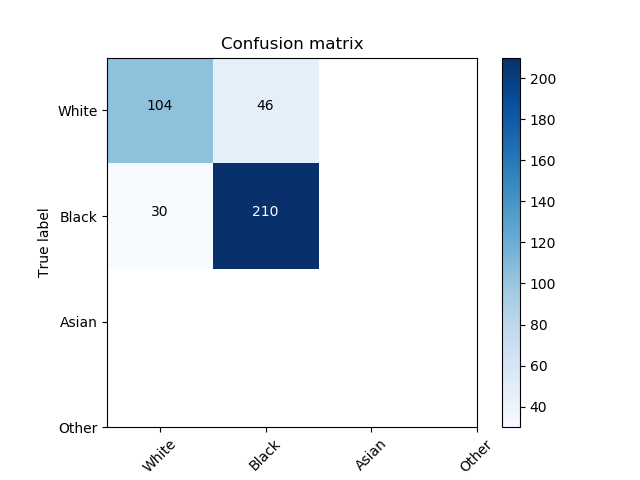 Confusion matrix
White 104 46
Black 30 210
Asian
Other
True label
White Black Asian Other
200
180
160
140
120
100
80
60
40